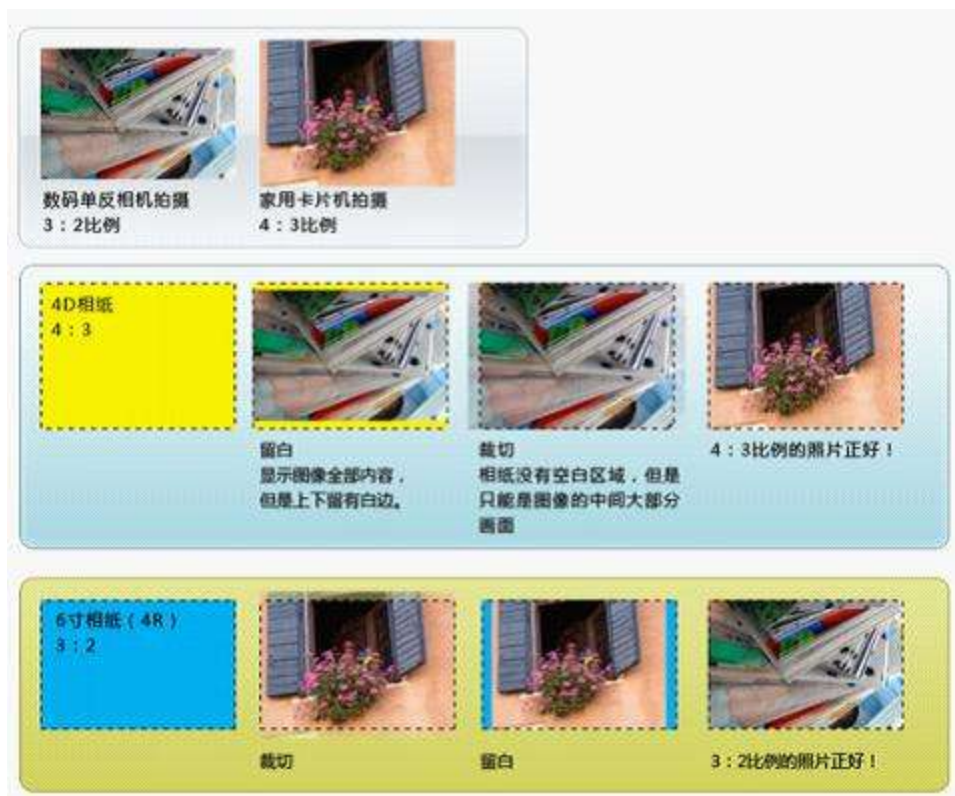 数码单反相机拍摄
3：2比例
家用卡片机拍摄
4：3比例
4D相纸
4：3
留白
显示图像全部内容，
但是上下留有白边。
裁切
相纸没有空白区域，但是
只能是图像的中间大部分
画面
4：3比例的照片正好！
6寸相纸（4R）
3：2
裁切
留白
3：2比例的照片正好！